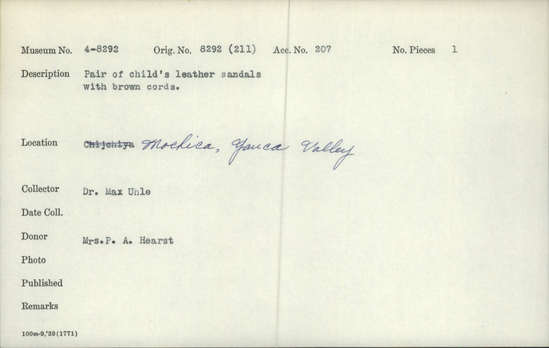 Museum No. 4-8292 Orig. No. 8292 (211) Acc. No. 207 No. Pieces 1
Description Pair of child's leather sandals
with brown cords.
Location Chijchiya Mochica, Yauca Valley
Collector Dr. Max Uhle
Date Coll.
Donor Mrs.P. A. Hearst
Photo
Published
Remarks
100m-9,'38(1771)